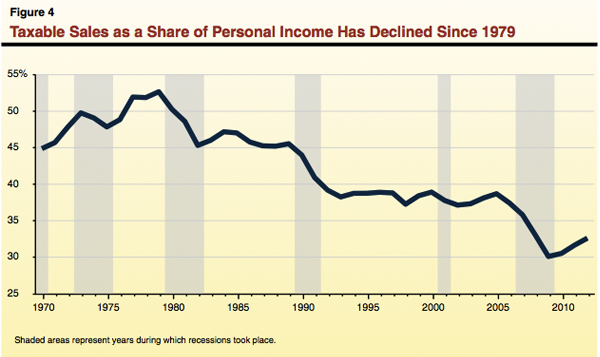 Figure 4
Taxable Sales as a Share of Personal Income Has Declined Since 1979
55%
50
45
40
35
30
25
1970 1975 1980 1985 1990 1995 2000 2005 2010
Shaded areas represent years during which recessions took place.